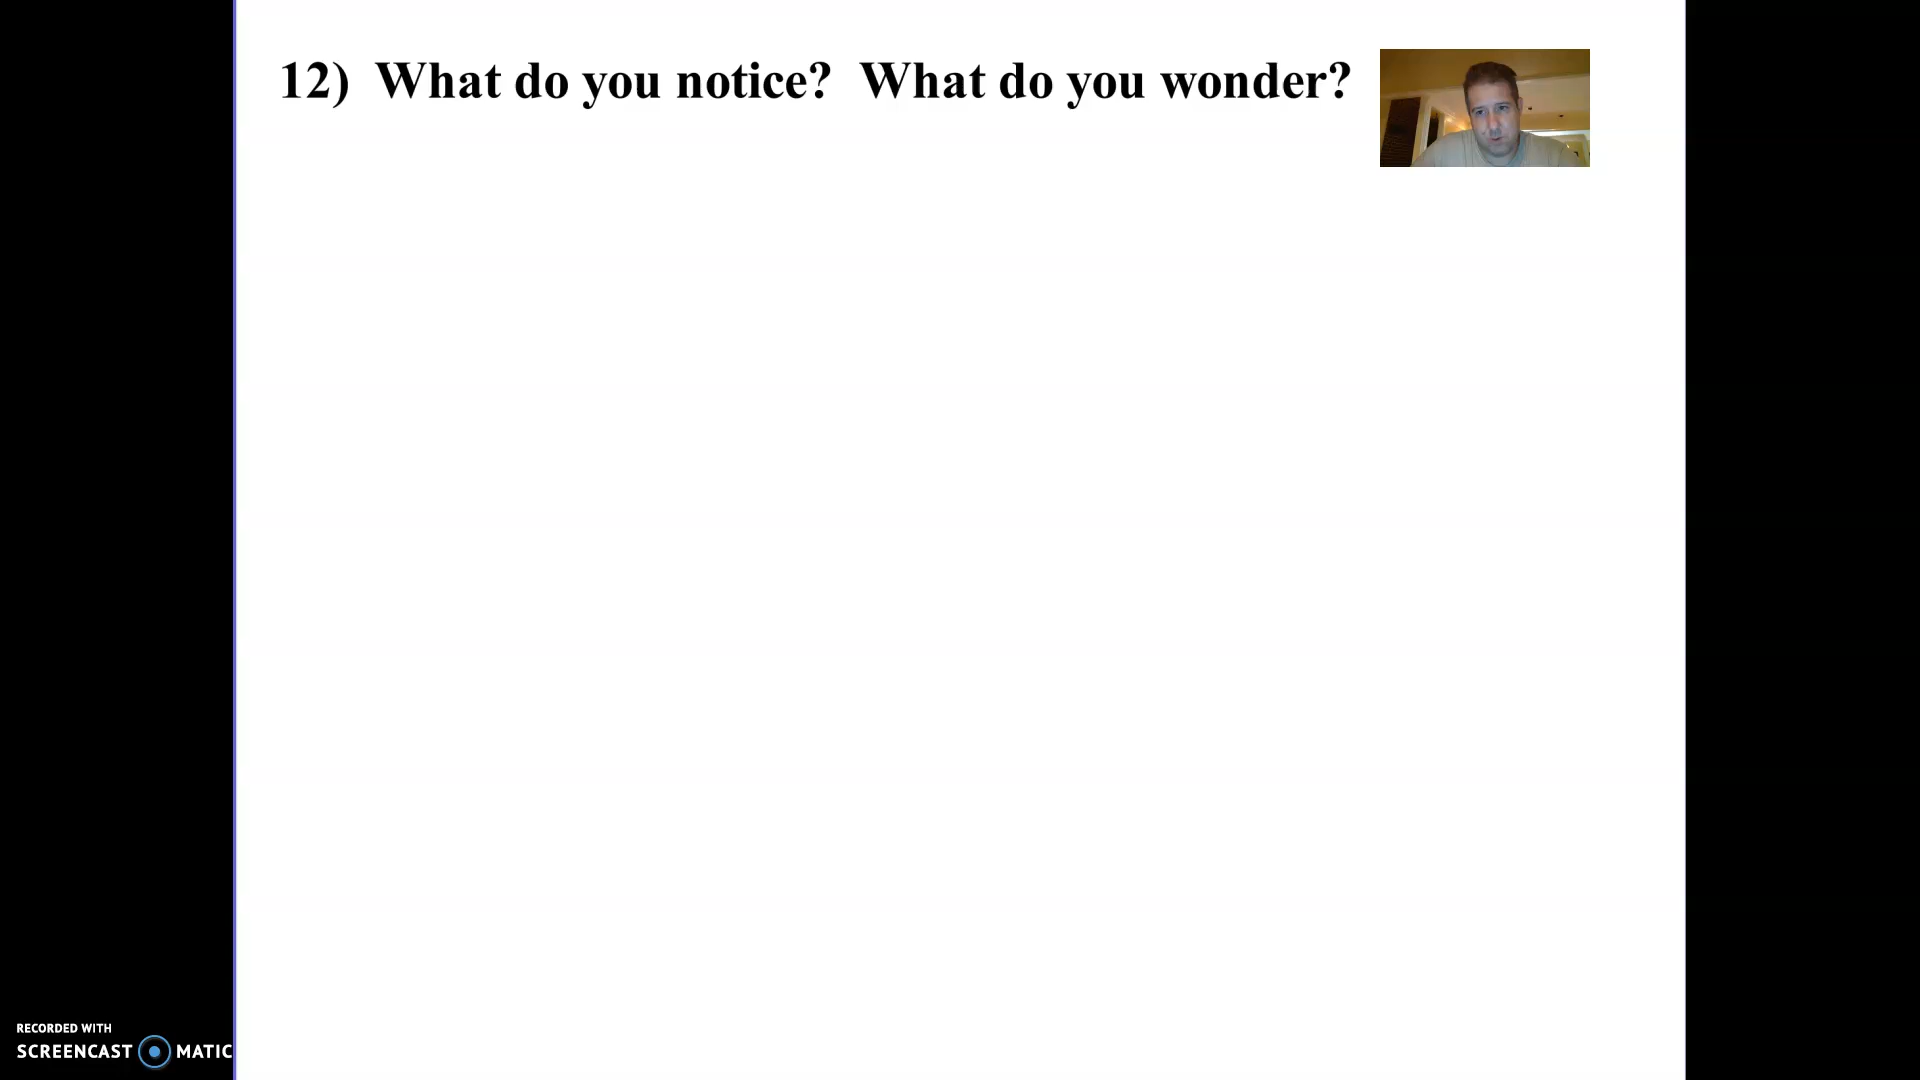 12)  What do you notice?  What do you wonder?
RECORDED WITH
SCREENCAST MATIC